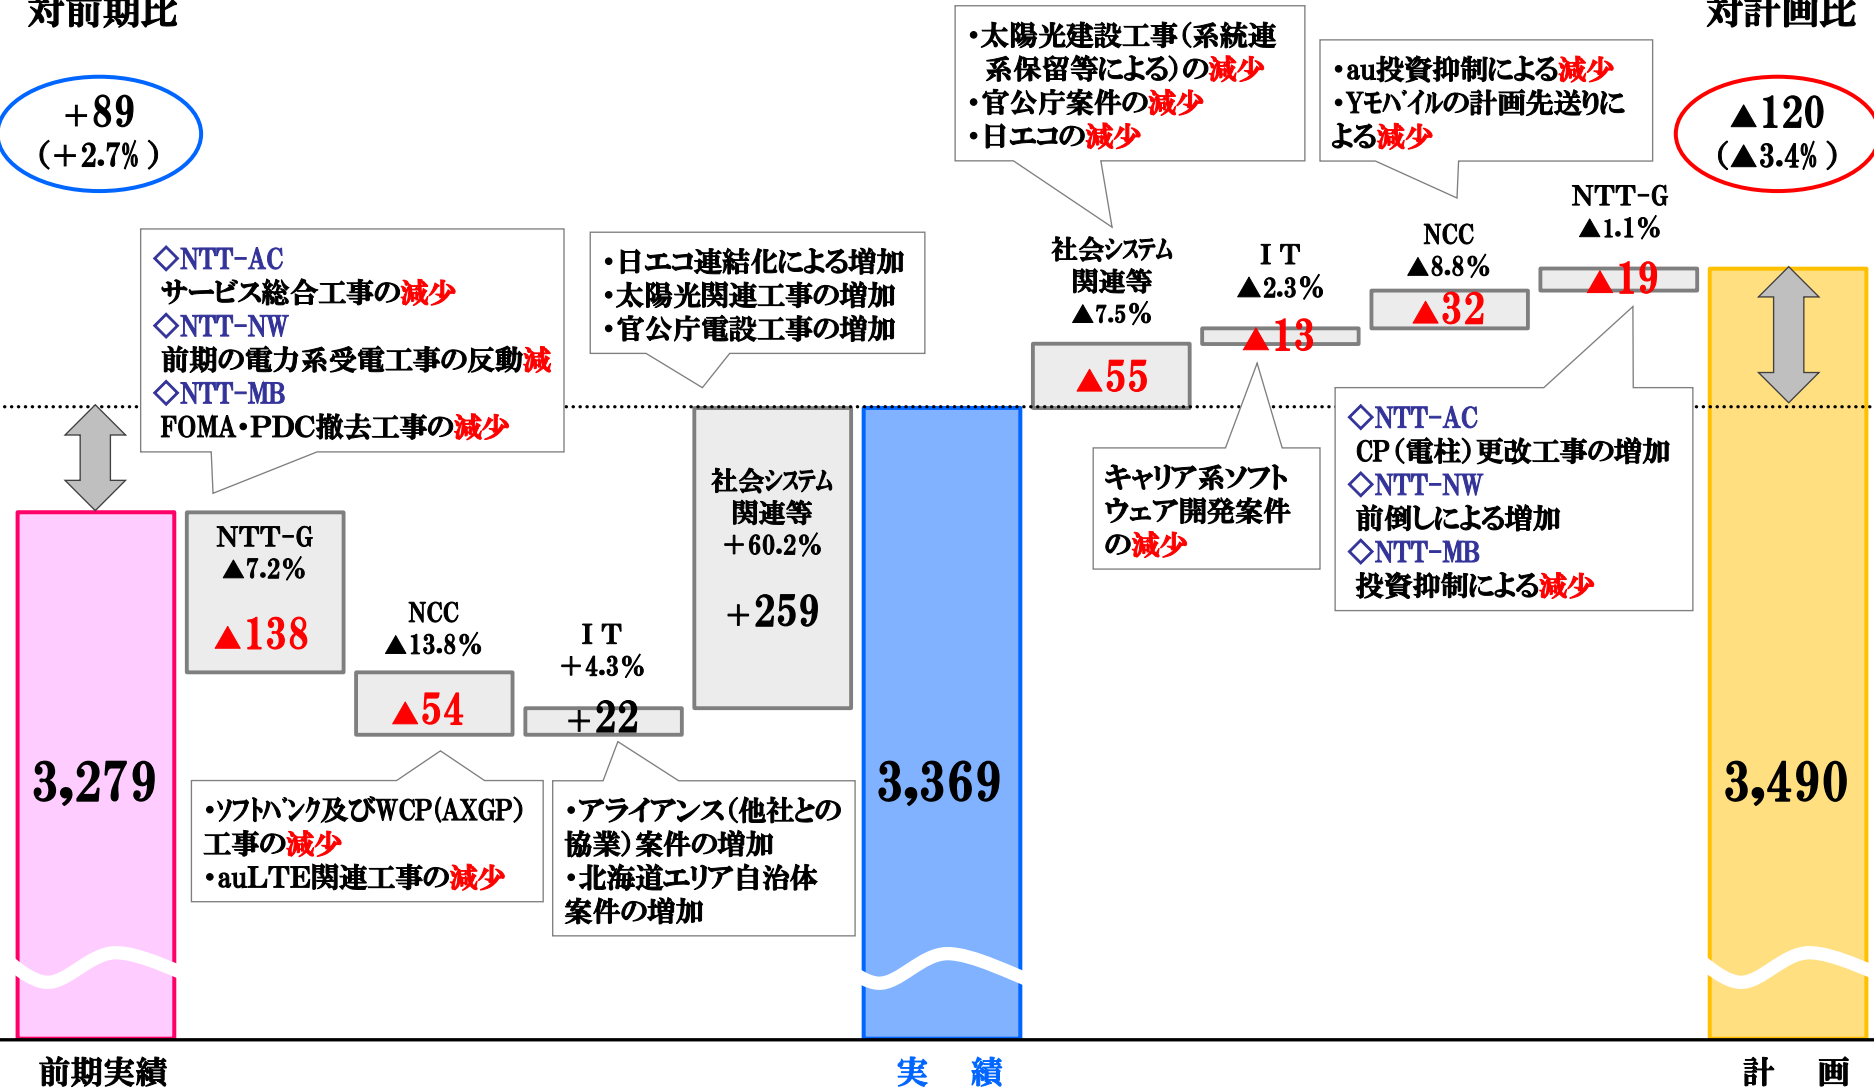 対前期比
+89
(+2.7%)
対計画比
▲120
(▲3.4%)
・太陽光建設工事(系統連
系保留等による)の減少
・官公庁案件の減少
・日エコの減少
・au投資抑制による減少
・Yモバイルの計画先送りに
よる減少
◇NTT-AC
サービス総合工事の減少
◇NTT-NW
前期の電力系受電工事の反動減
◇NTT-MB
FOMA・PDC撤去工事の減少
・日エコ連結化による増加
・太陽光関連工事の増加
・官公庁電設工事の増加
社会システム
関連等
▲7.5%
▲55
IT
▲2.3%
▲13
NCC
▲8.8%
▲32
NTT-G
▲1.1%
▲19
NTT-G
▲7.2%
▲138
NCC
▲13.8%
▲54
IT
+4.3%
+22
社会システム
関連等
+60.2%
+259
キャリア系ソフト
ウェア開発案件
の減少
◇NTT-AC
CP(電柱)更改工事の増加
◇NTT-NW
前倒しによる増加
◇NTT-MB
投資抑制による減少
3,279
3,369
3,490
・ソフトバンク及びWCP(AXGP)
工事の減少
・auLTE関連工事の減少
・アライアンス(他社との
協業)案件の増加
・北海道エリア自治体
案件の増加
前期実績
実 績
計 画